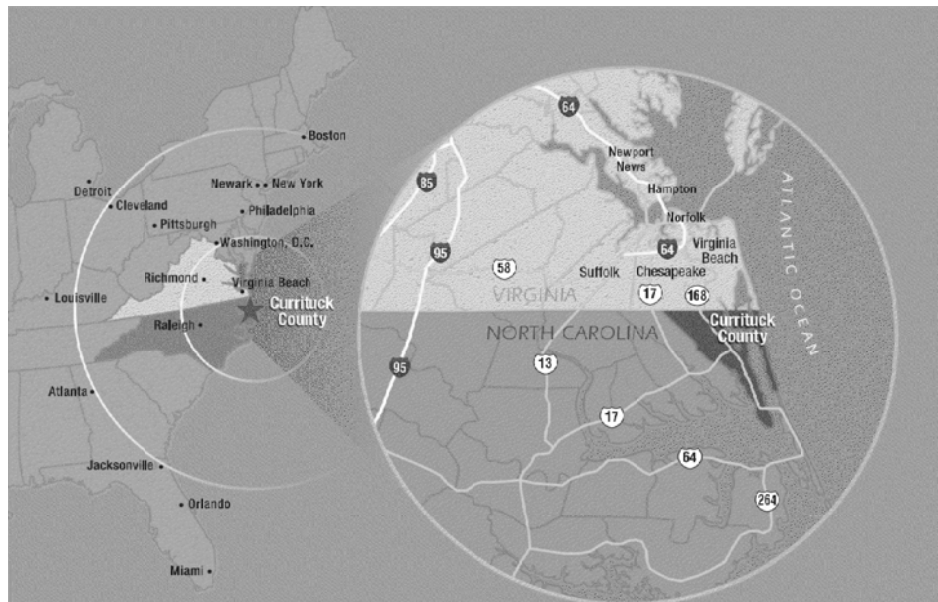 Boston
Detroit
Newark
New York
Cleveland
Philadelphia
Pittsburgh
Washington, D.C.
Richmond
Virginia Beach
Louisville
Currituck
County
Raleigh
Atlanta
Jacksonville
Orlando
Miami
64
Newport
News
85
Hampton
ATLANTIC OCEAN
Norfolk
95
64
Virginia
Beach
58
Suffolk
Chesapeake
VIRGINIA
17
168
Currituck
County
NORTH CAROLINA
13
95
17
64
264